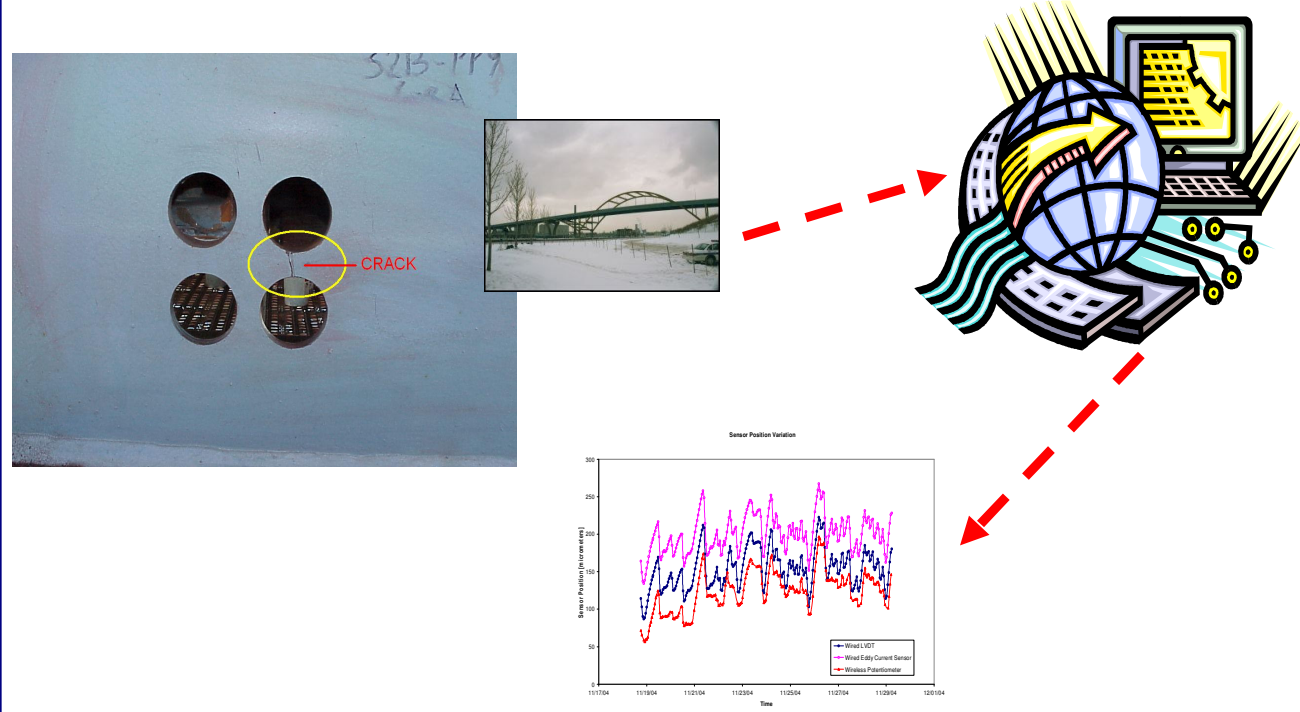 S2B-PP9
CRACK
Sensor Position Variation
Sensor Position (micrometers)
300
250
200
150
100
50
0
11/17/04
11/19/04
11/21/04
11/23/04
11/25/04
11/27/04
11/29/04
12/01/04
Time
Wired LVDT
Wired Eddy Current Sensor
Wireless Potentiometer